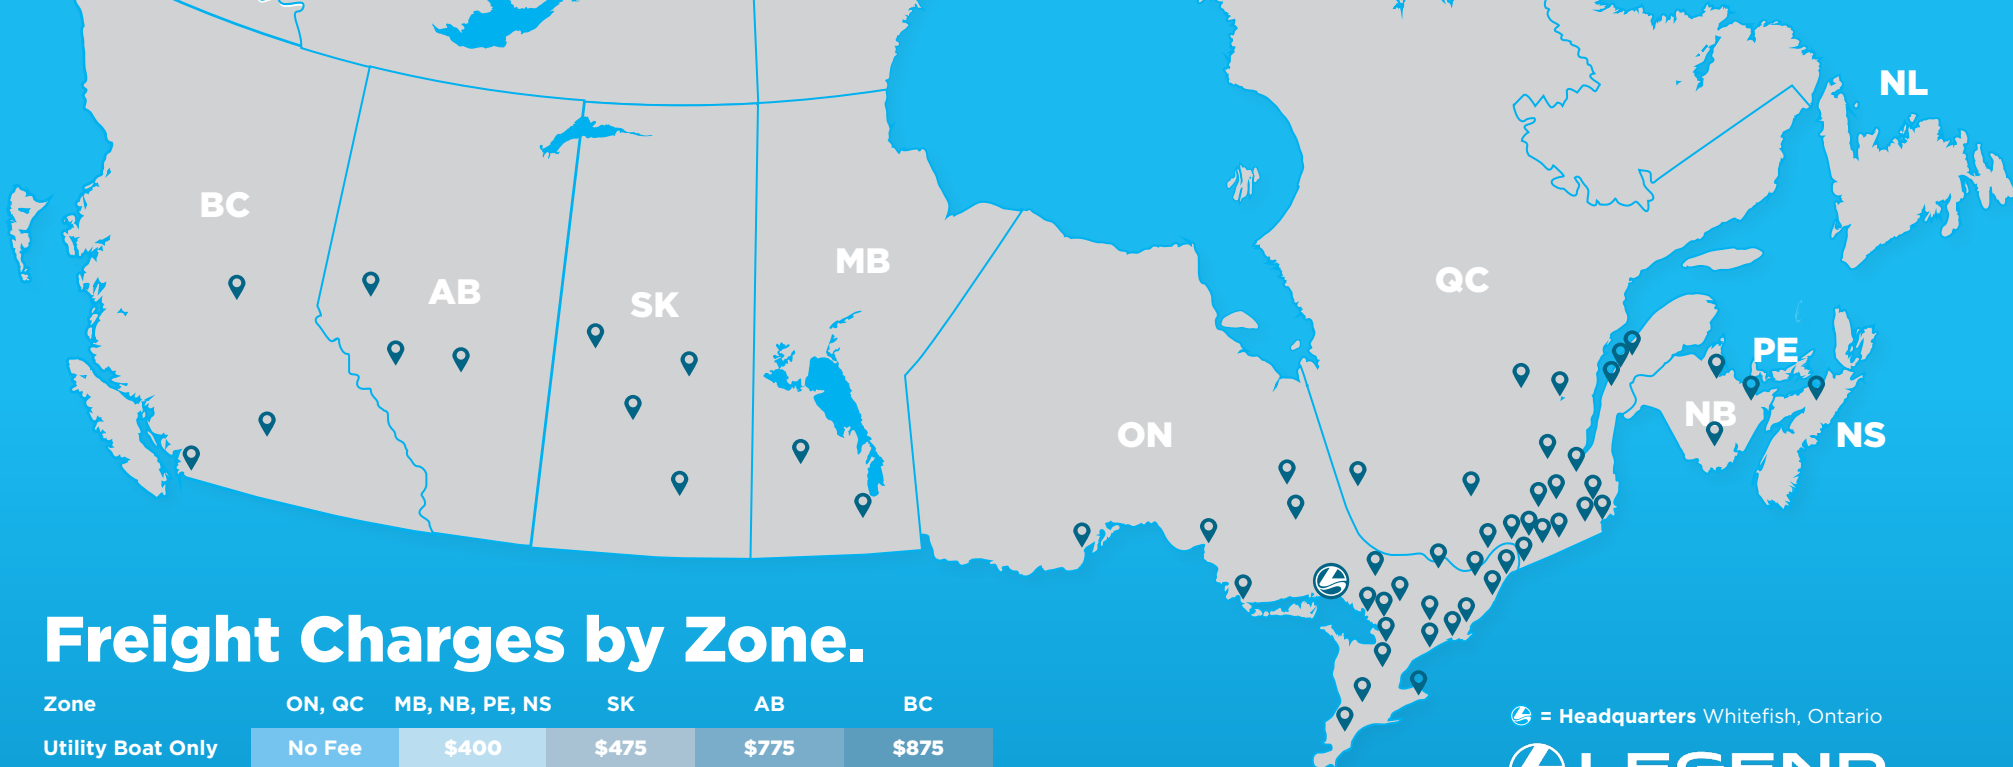 NL
BC
MB
QC
AB
SK
PE
NB
ON
NS
Freight Charges by Zone.
Zone ON, QC MB, NB, PE, NS SK AB BC
= Headquarters Whitefish, Ontario
Utility Boat Only No Fee $400 $475 $775 $875
LEGEND